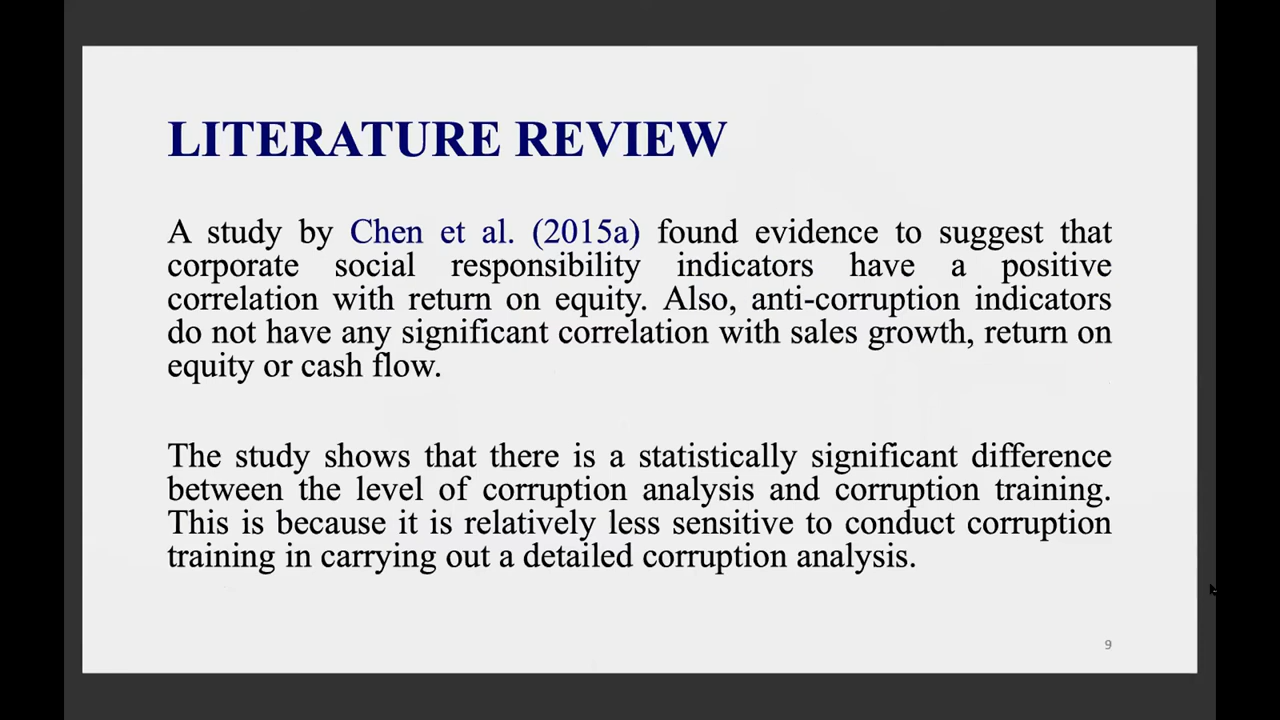 LITERATURE REVIEW
A study by Chen et al. (2015a) found evidence to suggest that
corporate social responsibility indicators have a positive
correlation with return on equity. Also, anti-corruption indicators
do not have any significant correlation with sales growth, return on
equity or cash flow.
The study shows that there is a statistically significant difference
between the level of corruption analysis and corruption training.
This is because it is relatively less sensitive to conduct corruption
training in carrying out a detailed corruption analysis.
9